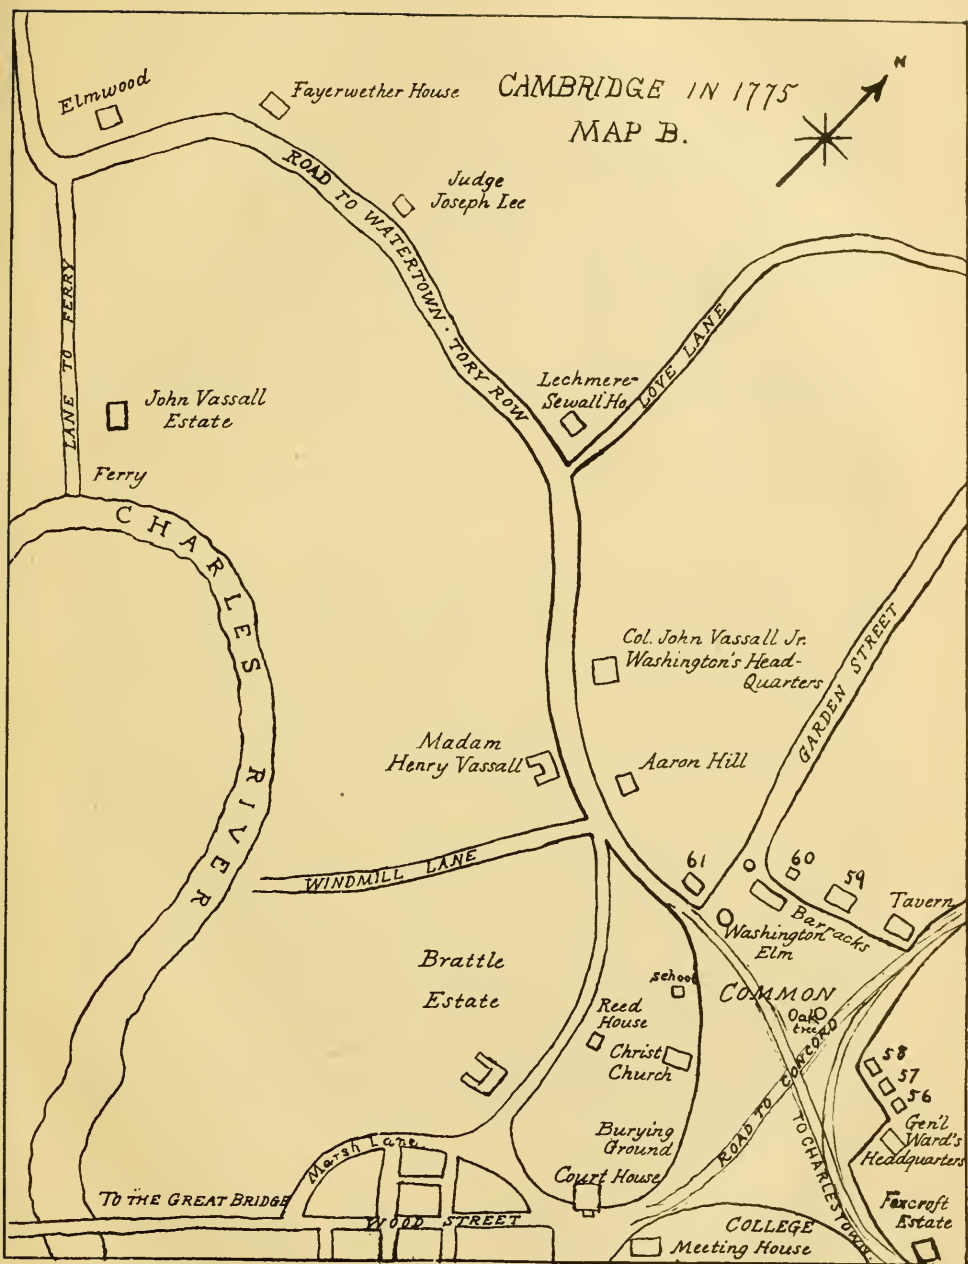 CAMBRIDGE IN 1775
MAP B.
N
Elmwood
Fayerwether House
Judge
Joseph Lee
ROAD TO WATERTOWN · TORY ROW
LANE TO FERRY
John Vassall
Estate
Ferry
Lechmere-
Sewall Ho.
LOVE LANE
CHARLES RIVER
Col. John Vassall Jr.
Washington's Head-
Quarters
GARDEN STREET
Madam
Henry Vassall
Aaron Hill
WINDMILL LANE
61
60
59
Tavern
Barracks
Washington
Elm
Brattle
Estate
School
COMMON
Oak
tree
Reed
House
Christ
Church
58
57
56
Gen'l
Ward's
Headquarters
ROAD TO CONCORD
TO CHARLESTOWN.
Burying
Ground
Court House
Marsh Lane
TO THE GREAT BRIDGE
WOOD STREET
COLLEGE
Meeting House
Foxcroft
Estate